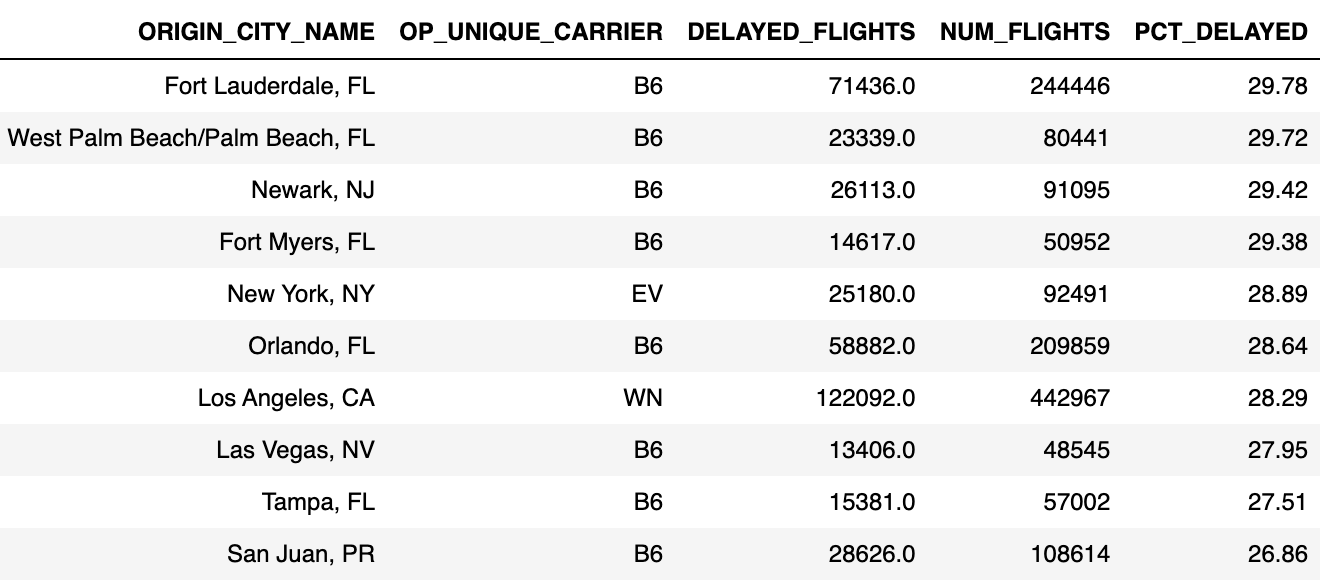 ORIGIN_CITY_NAME OP_UNIQUE_CARRIER DELAYED_FLIGHTS NUM_FLIGHTS PCT_DELAYED
Fort Lauderdale, FL B6 71436.0 244446 29.78
West Palm Beach/Palm Beach, FL B6 23339.0 80441 29.72
Newark, NJ B6 26113.0 91095 29.42
Fort Myers, FL B6 14617.0 50952 29.38
New York, NY EV 25180.0 92491 28.89
Orlando, FL B6 58882.0 209859 28.64
Los Angeles, CA WN 122092.0 442967 28.29
Las Vegas, NV B6 13406.0 48545 27.95
Tampa, FL B6 15381.0 57002 27.51
San Juan, PR B6 28626.0 108614 26.86